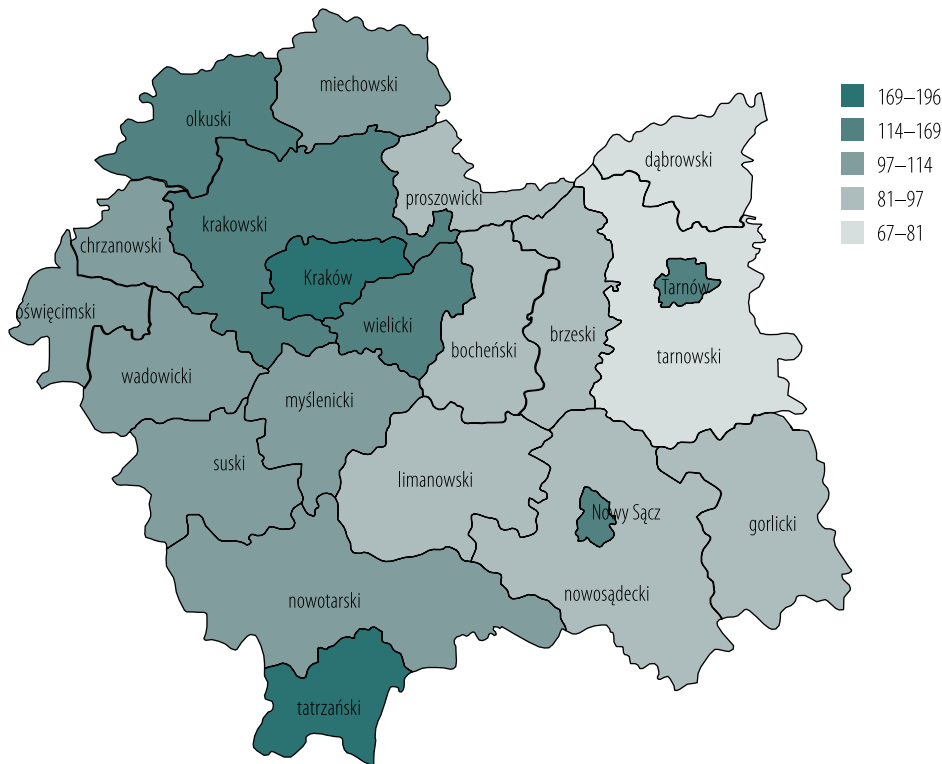 miechowski
olkuski
dąbrowski
proszowicki
krakowski
chrzanowski
Kraków
Tarnów
oświęcimski
wielicki
brzeski
bocheński
tarnowski
wadowicki
myślenicki
suski
limanowski
Nowy Sącz
gorlicki
nowosądecki
nowotarski
tatrzański
169–196
114–169
97–114
81–97
67–81